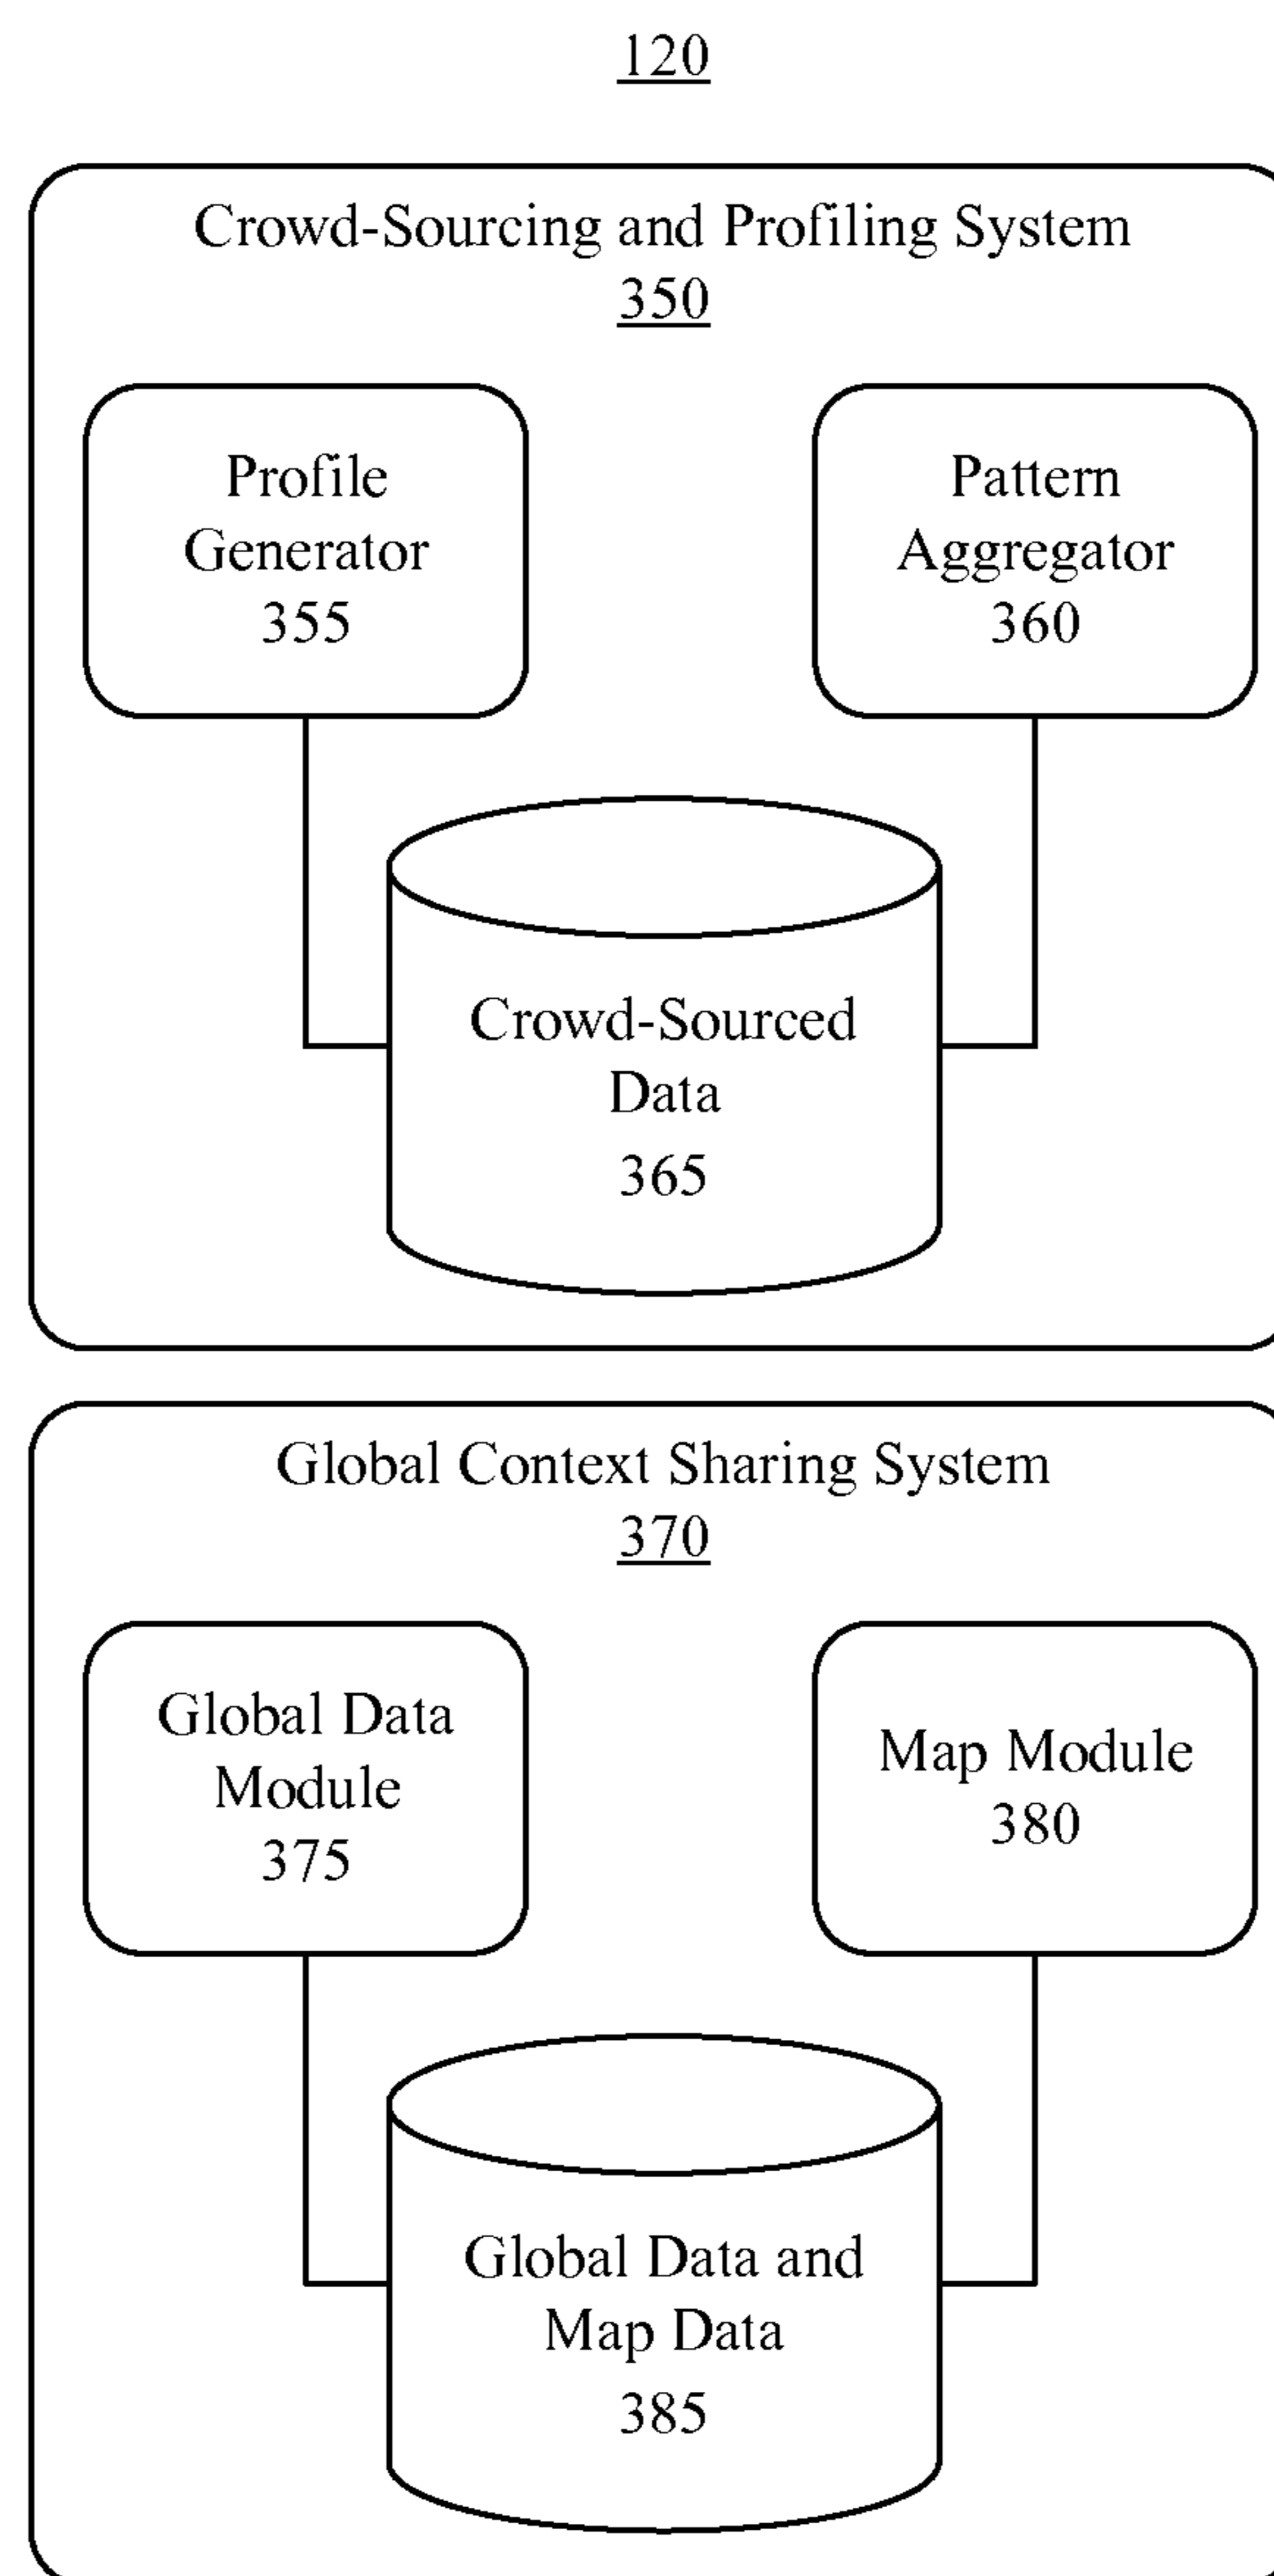 120
Crowd-Sourcing and Profiling System
350
Profile
Generator
355
Pattern
Aggregator
360
Crowd-Sourced
Data
365
Global Context Sharing System
370
Global Data
Module
375
Map Module
380
Global Data and
Map Data
385